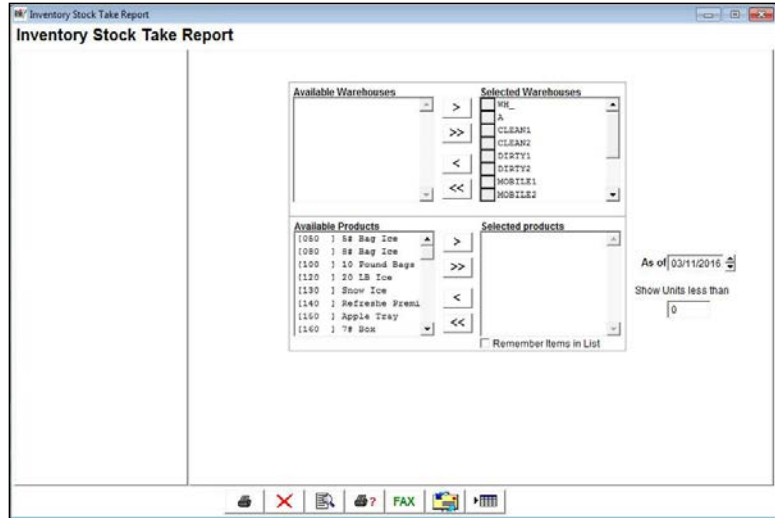 Inventory Stock Take Report
Inventory Stock Take Report
Available Warehouses
>
>>
<
<<
Selected Warehouses
WH_
A
CLEAN1
CLEAN2
DIRTY1
DIRTY2
MOBILE1
MOBILE2
Available Products
[050 ] 5# Bag Ice
[080 ] 8# Bag Ice
[100 ] 10 Pound Bags
[120 ] 20 LB Ice
[130 ] Snow Ice
[140 ] Refreshe Premi
[150 ] Apple Tray
[160 ] 7# Box
>
>>
<
<<
Selected products
Remember Items in List
As of 03/11/2016
Show Units less than
0
? FAX